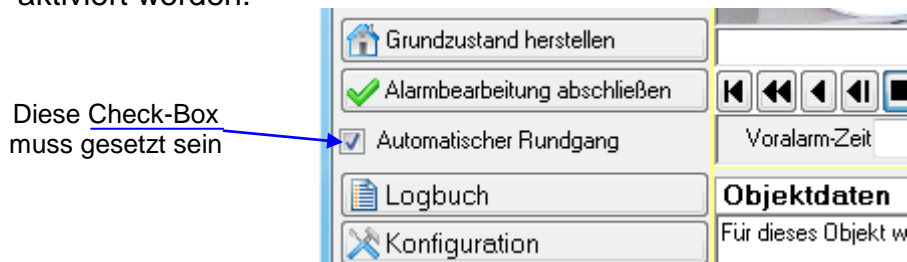 aktiviert werden.
Grundzustand herstellen
Alarmbearbeitung abschließen
Diese Check-Box
muss gesetzt sein
Automatischer Rundgang
Voralarm-Zeit
Logbuch
Objektdaten
Konfiguration
Für dieses Objekt